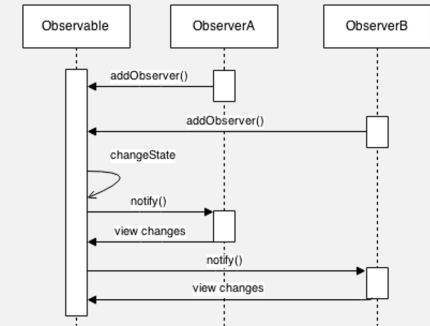 Observable
ObserverA
ObserverB
addObserver()
addObserver()
changeState
notify()
view changes
notify()
view changes